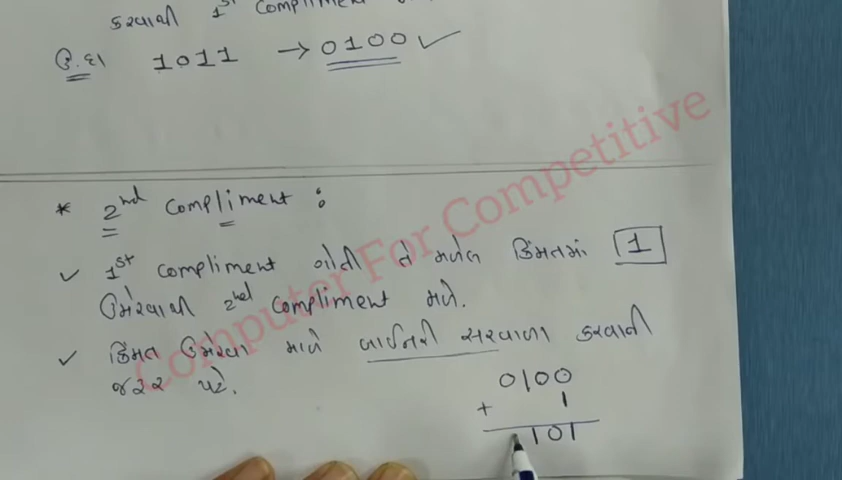 કરવાથી 1st Compliment
ઉ.દા 1011 → 0100 ✓
* 2nd Compliment :
✓ 1st Compliment ગોતી તે મળેલ કિંમતમાં 1
ઉમેરવાથી 2nd Compliment મળે.
✓ કિંમત ઉમેરવા માટે બાઈનરી સરવાળા કરવાની
જરૂર પડે.
0100
+ 1
101
Computer For Competitive